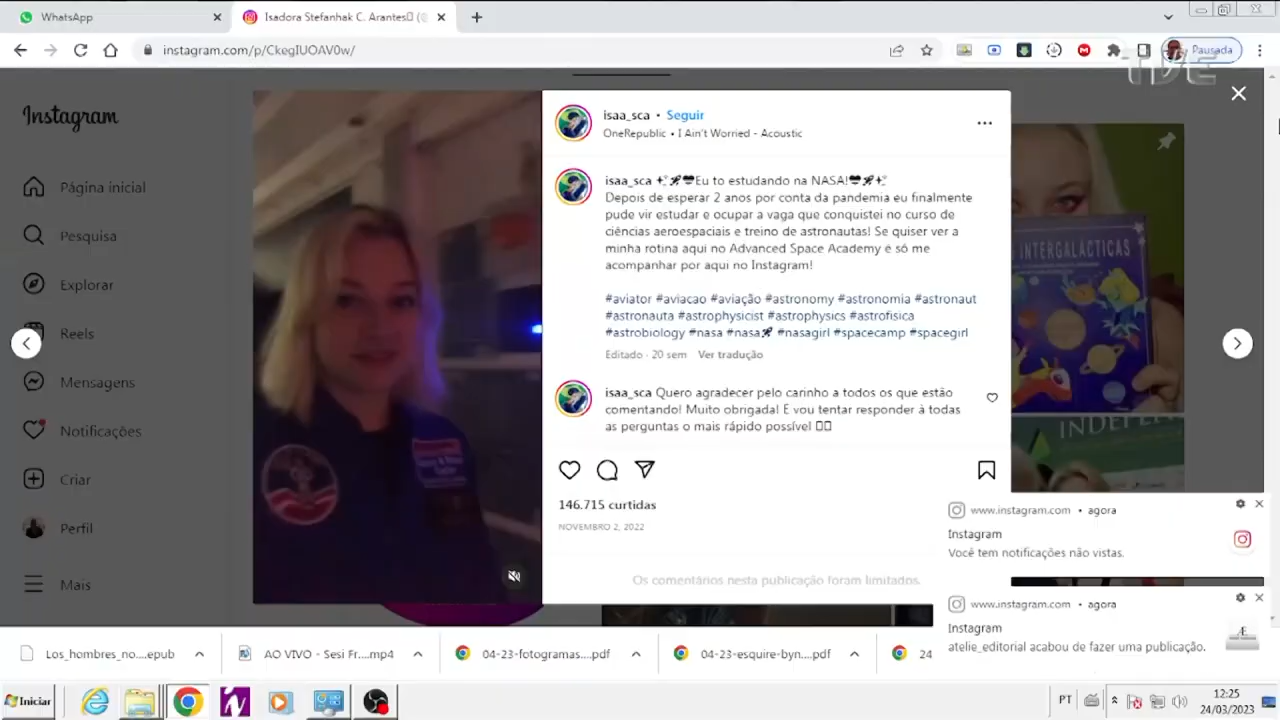 WhatsApp
Isadora Stefanhak C. Arantes
instagram.com/p/CkegIUOAV0w/
Pausada
TDE
Instagram
Página inicial
Pesquisa
Explorar
Reels
Mensagens
Notificações
Criar
Perfil
Mais
isaa_sca • Seguir
OneRepublic • I Ain't Worried - Acoustic
isaa_sca Eu to estudando na NASA!
Depois de esperar 2 anos por conta da pandemia eu finalmente
pude vir estudar e ocupar a vaga que conquistei no curso de
ciências aeroespaciais e treino de astronautas! Se quiser ver a
minha rotina aqui no Advanced Space Academy é só me
acompanhar por aqui no Instagram!
#aviator #aviacao #aviação #astronomy #astronomia #astronaut
#astronauta #astrophysicist #astrophysics #astrofisica
#astrobiology #nasa #nasa #nasagirl #spacecamp #spacegirl
Editado · 20 sem Ver tradução
isaa_sca Quero agradecer pelo carinho a todos os que estão
comentando! Muito obrigada! E vou tentar responder à todas
as perguntas o mais rápido possível
146.715 curtidas
NOVEMBRO 2, 2022
Os comentários nesta publicação foram limitados.
INTERGALÁCTICAS
INDEPE
www.instagram.com • agora
Instagram
Você tem notificações não vistas.
www.instagram.com • agora
Instagram
atelie_editorial acabou de fazer uma publicação.
Æ
Los_hombres_no....epub
AO VIVO - Sesi Fr....mp4
04-23-fotogramas....pdf
04-23-esquire-byn....pdf
24
Iniciar
PT
12:25
24/03/2023